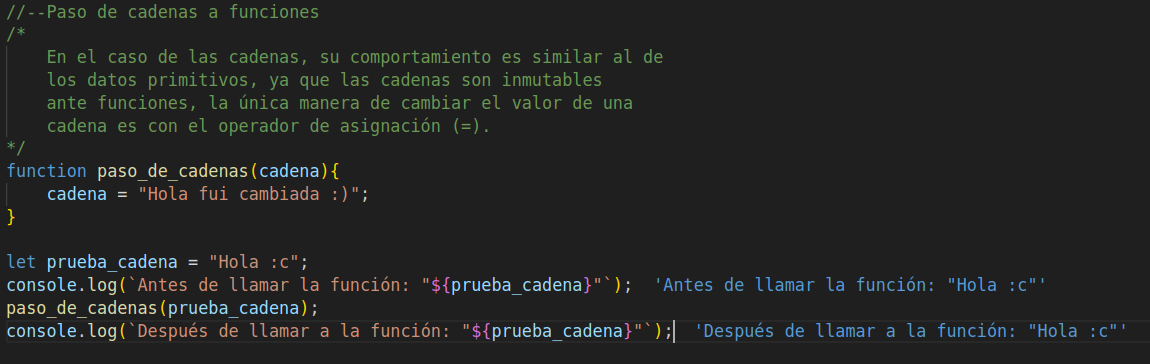 //--Paso de cadenas a funciones
/*
    En el caso de las cadenas, su comportamiento es similar al de
    los datos primitivos, ya que las cadenas son inmutables
    ante funciones, la única manera de cambiar el valor de una
    cadena es con el operador de asignación (=).
*/
function paso_de_cadenas(cadena){
    cadena = "Hola fui cambiada :)";
}

let prueba_cadena = "Hola :c";
console.log(`Antes de llamar la función: "${prueba_cadena}"`);  'Antes de llamar la función: "Hola :c"'
paso_de_cadenas(prueba_cadena);
console.log(`Después de llamar a la función: "${prueba_cadena}"`);  'Después de llamar a la función: "Hola :c"'